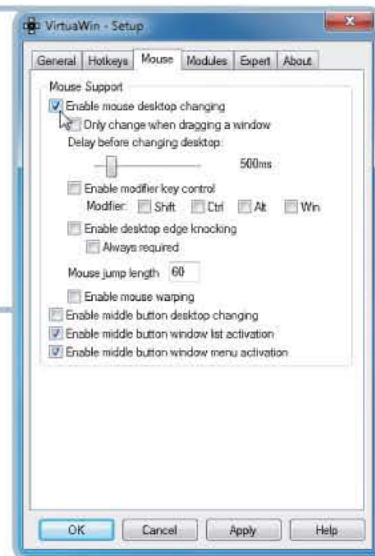 VirtuaWin - Setup
General Hotkeys Mouse Modules Expert About
Mouse Support
Enable mouse desktop changing
Only change when dragging a window
Delay before changing desktop:
500ms
Enable modifier key control
Modifier: Shift Ctrl Alt Win
Enable desktop edge knocking
Always required
Mouse jump length 60
Enable mouse warping
Enable middle button desktop changing
Enable middle button window list activation
Enable middle button window menu activation
OK Cancel Apply Help